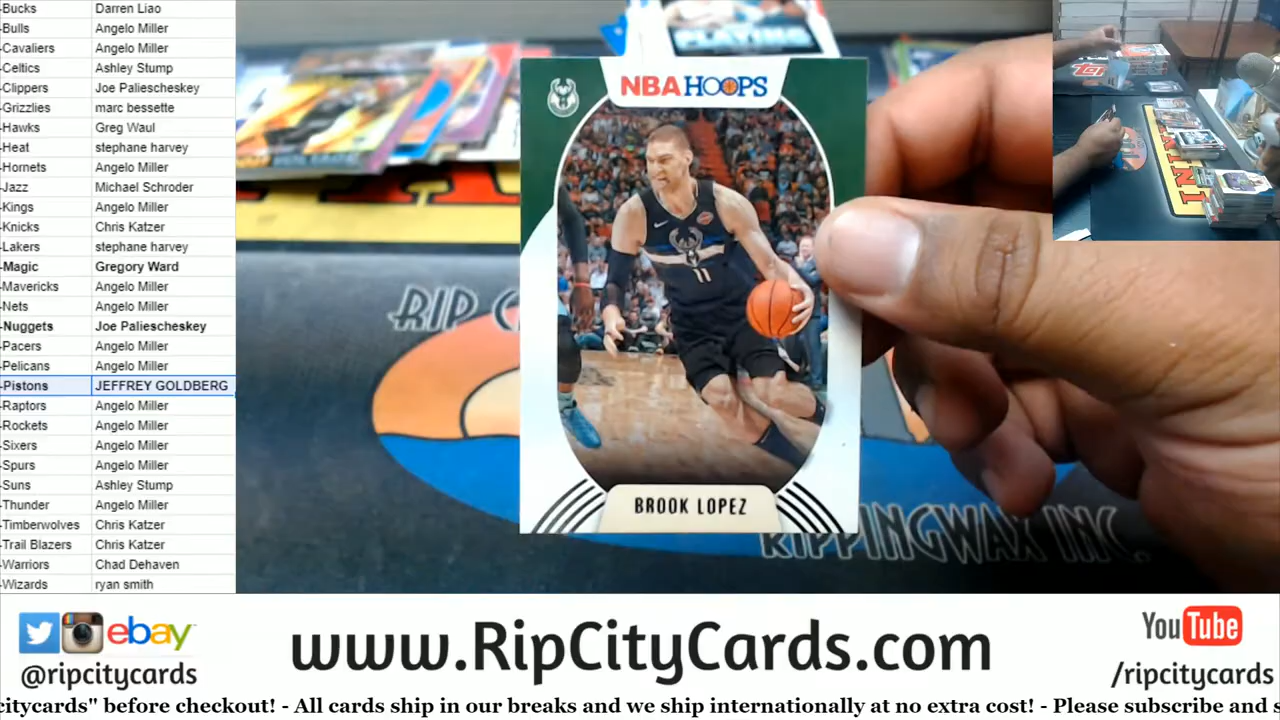 -Bucks Darren Liao
-Bulls Angelo Miller
-Cavaliers Angelo Miller
-Celtics Ashley Stump
-Clippers Joe Paliescheskey
-Grizzlies marc bessette
-Hawks Greg Waul
-Heat stephane harvey
-Hornets Angelo Miller
-Jazz Michael Schroder
-Kings Angelo Miller
-Knicks Chris Katzer
-Lakers stephane harvey
-Magic Gregory Ward
-Mavericks Angelo Miller
-Nets Angelo Miller
-Nuggets Joe Paliescheskey
-Pacers Angelo Miller
-Pelicans Angelo Miller
-Pistons JEFFREY GOLDBERG
-Raptors Angelo Miller
-Rockets Angelo Miller
-Sixers Angelo Miller
-Spurs Angelo Miller
-Suns Ashley Stump
-Thunder Angelo Miller
-Timberwolves Chris Katzer
-Trail Blazers Chris Katzer
-Warriors Chad Dehaven
-Wizards ryan smith
PLAYING
NBA HOOPS
11
BROOK LOPEZ
RIP C
RIPPINGWAX INC.
ebay
@ripcitycards
www.RipCityCards.com
YouTube
/ripcitycards
citycards" before checkout! - All cards ship in our breaks and we ship internationally at no extra cost! - Please subscribe and s